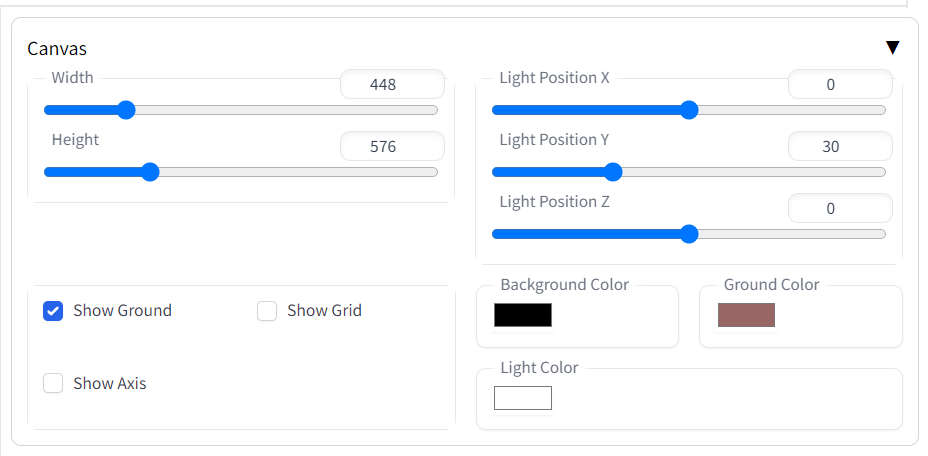 Canvas
Width 448
Height 576
Light Position X 0
Light Position Y 30
Light Position Z 0
Show Ground Show Grid
Show Axis
Background Color Ground Color
Light Color